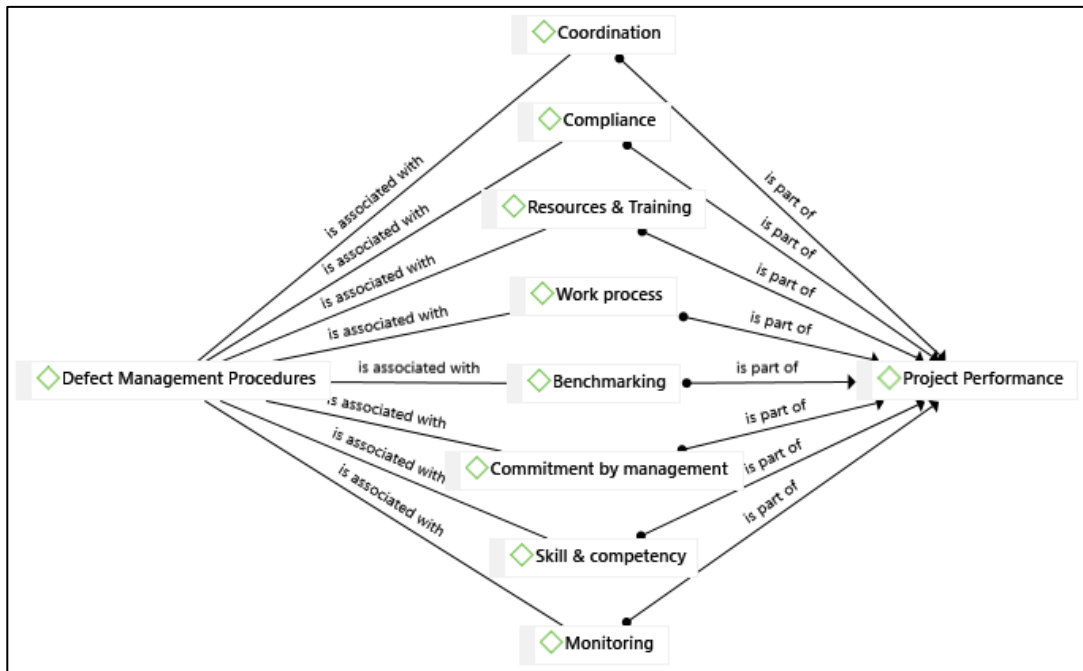 Coordination
Compliance
is associated with
is part of
is associated with
Resources & Training
is part of
is associated with
is part of
Work process
is associated with
is part of
Defect Management Procedures
is associated with
Benchmarking
is part of
Project Performance
is associated with
is part of
Commitment by management
is associated with
is part of
is associated with
is part of
Skill & competency
Monitoring